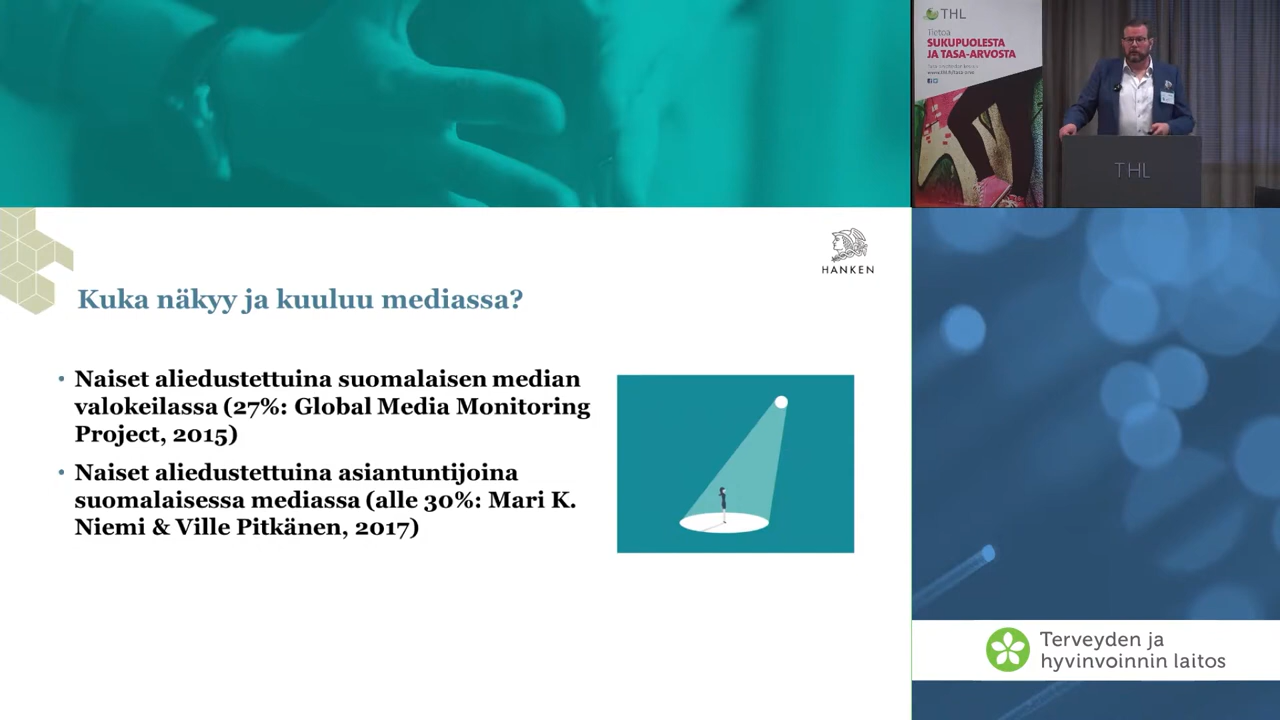 THL
Tietoa
SUKUPUOLESTA
JA TASA-ARVOSTA
THL
HANKEN
Kuka näkyy ja kuuluu mediassa?
• Naiset aliedustettuina suomalaisen median
valokeilassa (27%: Global Media Monitoring
Project, 2015)
• Naiset aliedustettuina asiantuntijoina
suomalaisessa mediassa (alle 30%: Mari K.
Niemi & Ville Pitkänen, 2017)
Terveyden ja
hyvinvoinnin laitos